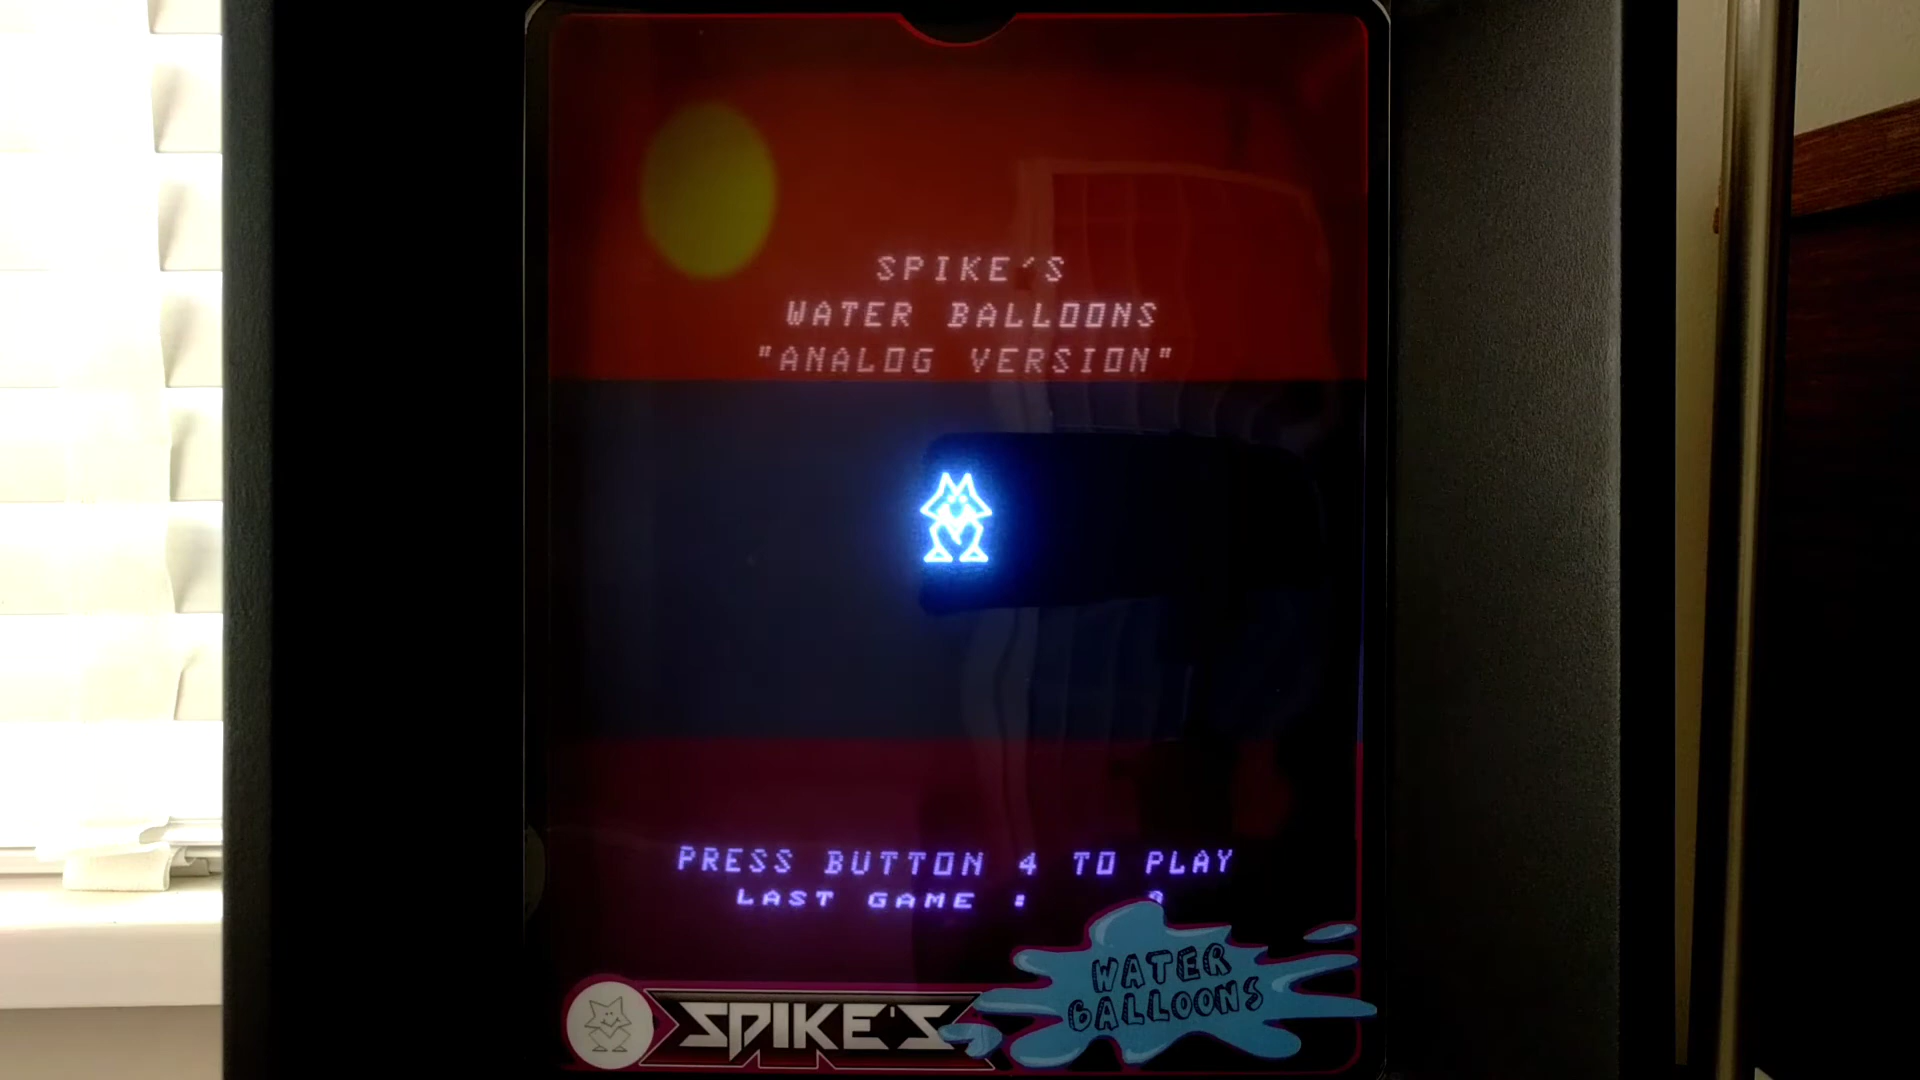 SPIKE'S
WATER BALLOONS
"ANALOG VERSION"
PRESS BUTTON 4 TO PLAY
LAST GAME :
SPIKE'S
WATER
BALLOONS